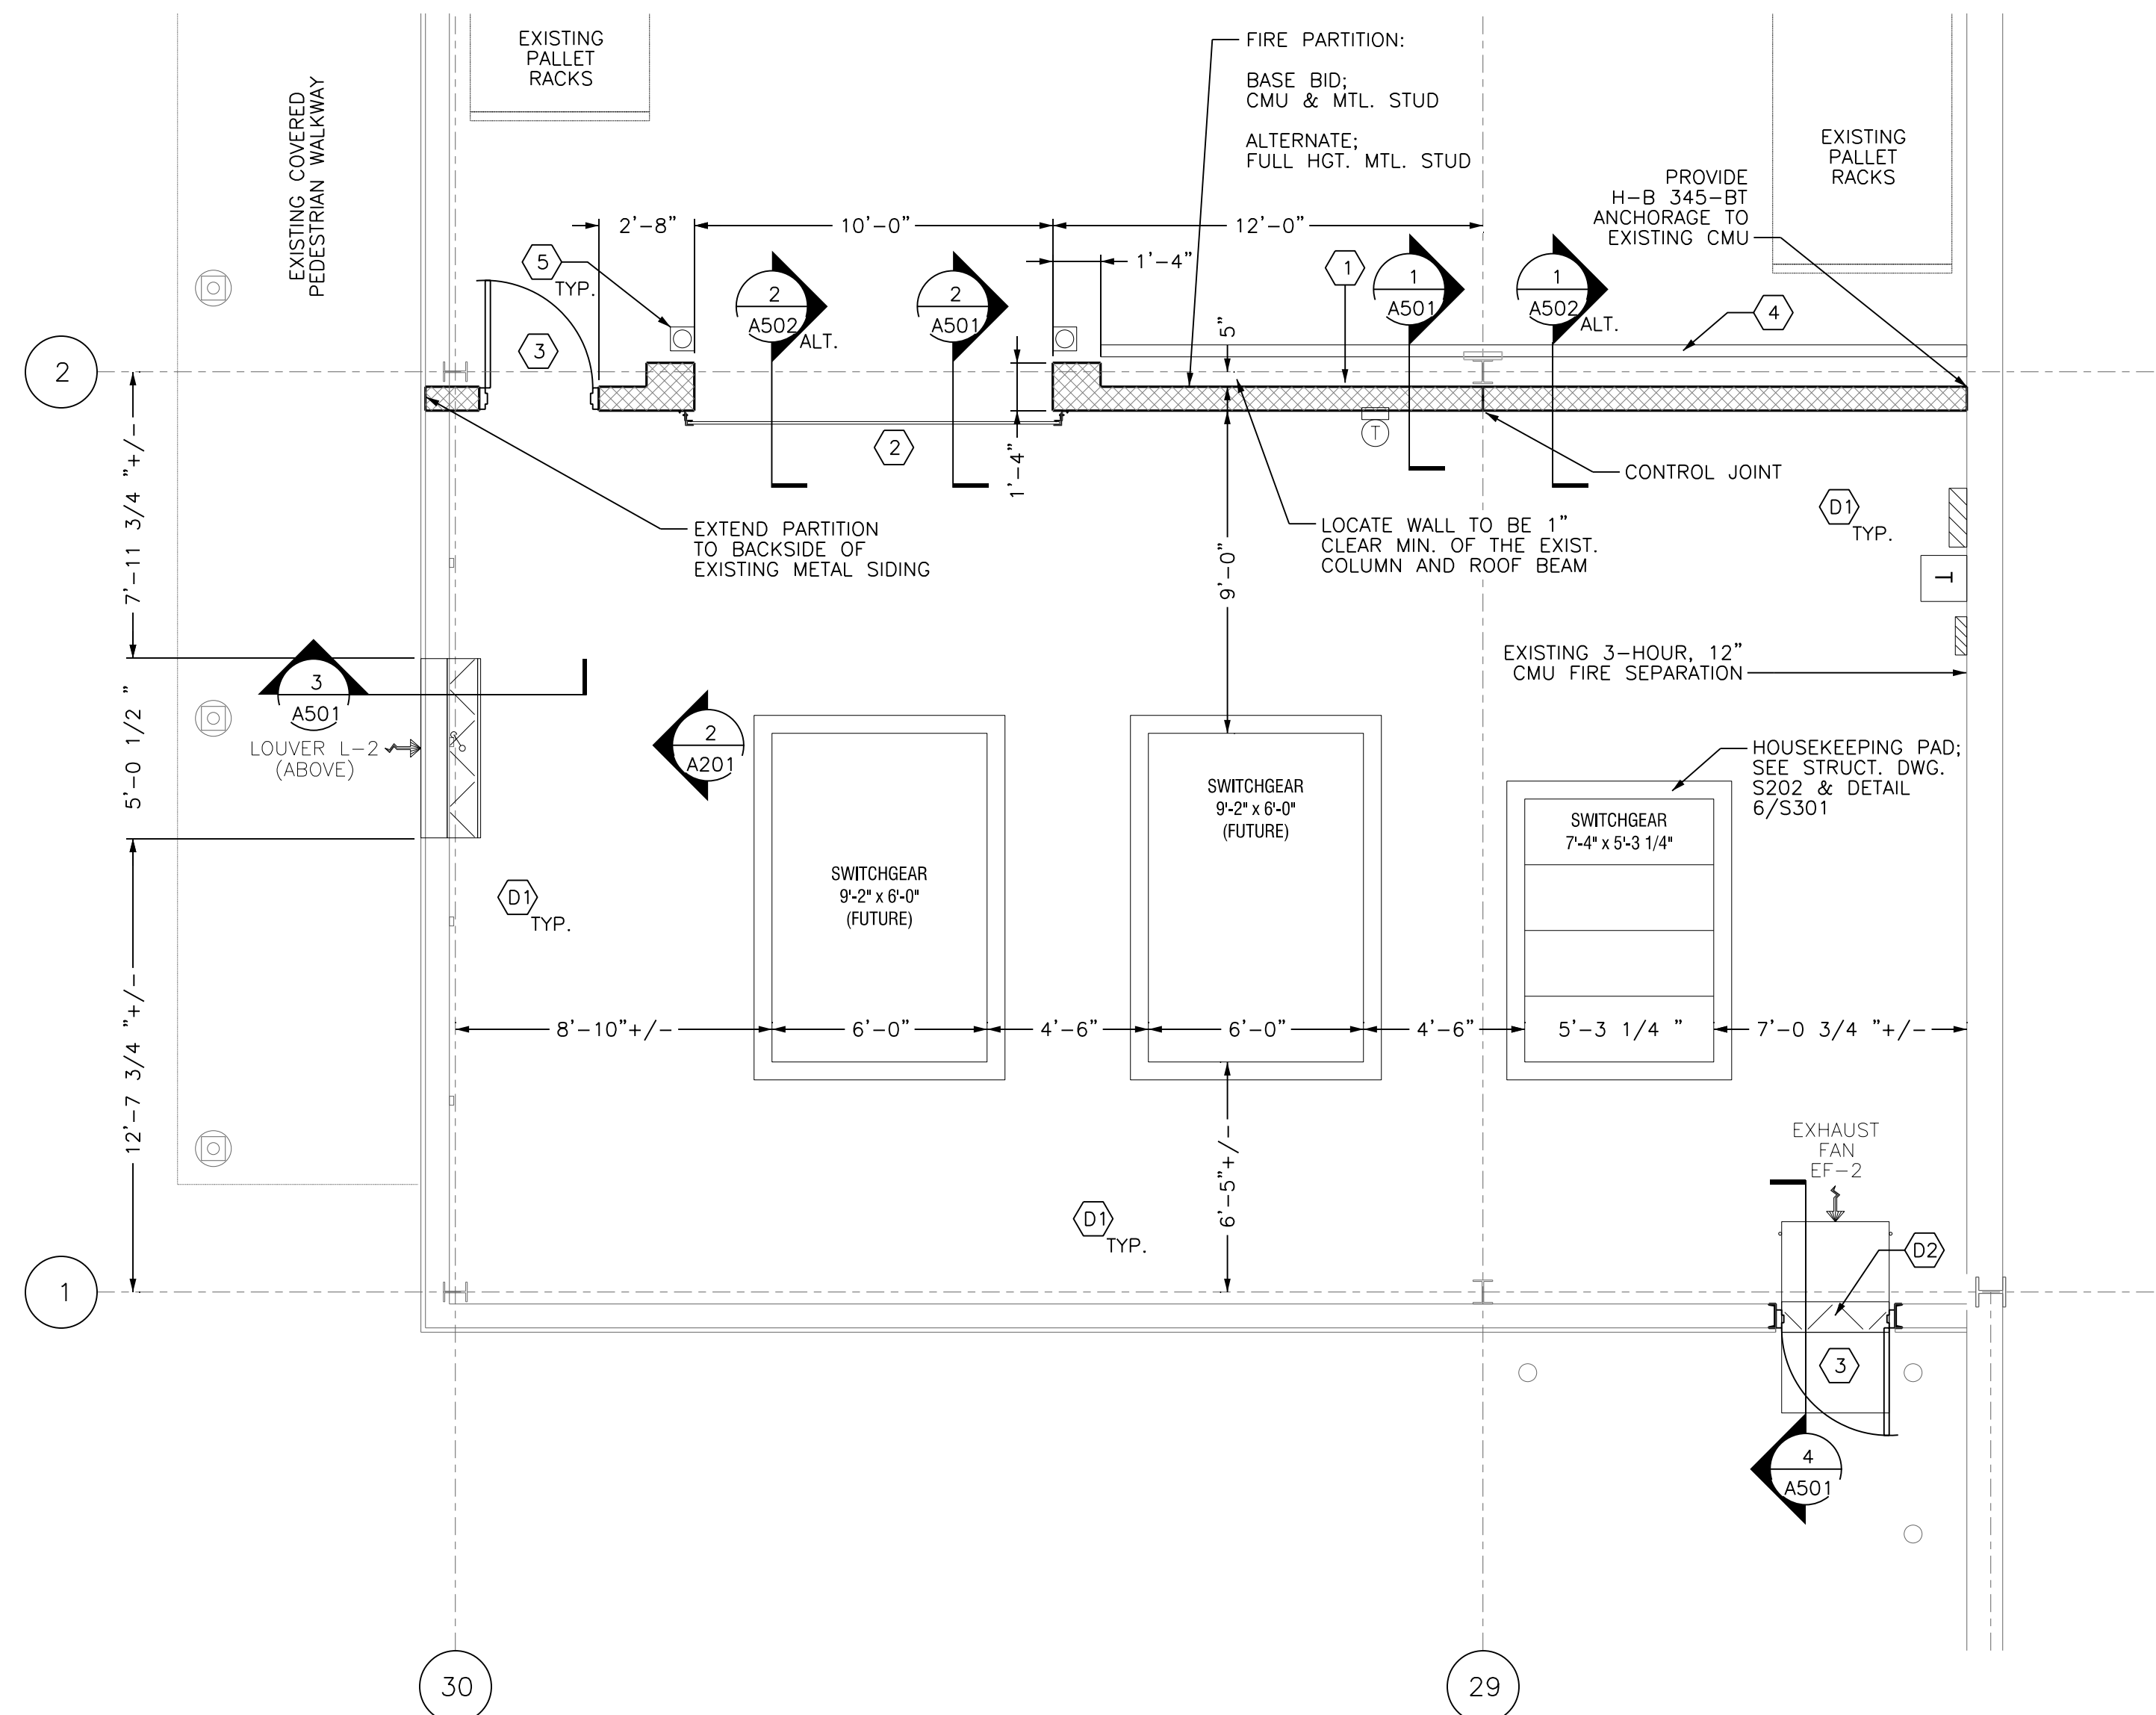 EXISTING
PALLET
RACKS
EXISTING COVERED
PEDESTRIAN WALKWAY
FIRE PARTITION:
BASE BID;
CMU & MTL. STUD
ALTERNATE;
FULL HGT. MTL. STUD
EXISTING
PALLET
RACKS
PROVIDE
H-B 345-BT
ANCHORAGE TO
EXISTING CMU
2'-8"
10'-0"
12'-0"
1'-4"
5
TYP.
2
A502
ALT.
2
A501
1
1
A501
1
A502
ALT.
4
5"
3
2
2
1'-4"
T
CONTROL JOINT
7'-11 3/4 "+/-
EXTEND PARTITION
TO BACKSIDE OF
EXISTING METAL SIDING
LOCATE WALL TO BE 1"
CLEAR MIN. OF THE EXIST.
COLUMN AND ROOF BEAM
D1
TYP.
T
9'-0"
EXISTING 3-HOUR, 12"
CMU FIRE SEPARATION
3
A501
LOUVER L-2
(ABOVE)
5'-0 1/2 "
2
A201
HOUSEKEEPING PAD;
SEE STRUCT. DWG.
S202 & DETAIL
6/S301
SWITCHGEAR
9'-2" x 6'-0"
(FUTURE)
SWITCHGEAR
9'-2" x 6'-0"
(FUTURE)
SWITCHGEAR
7'-4" x 5'-3 1/4"
D1
TYP.
12'-7 3/4 "+/-
8'-10"+/-
6'-0"
4'-6"
6'-0"
4'-6"
5'-3 1/4 "
7'-0 3/4 "+/-
6'-5"+/-
D1
TYP.
EXHAUST
FAN
EF-2
D2
1
3
4
A501
30
29